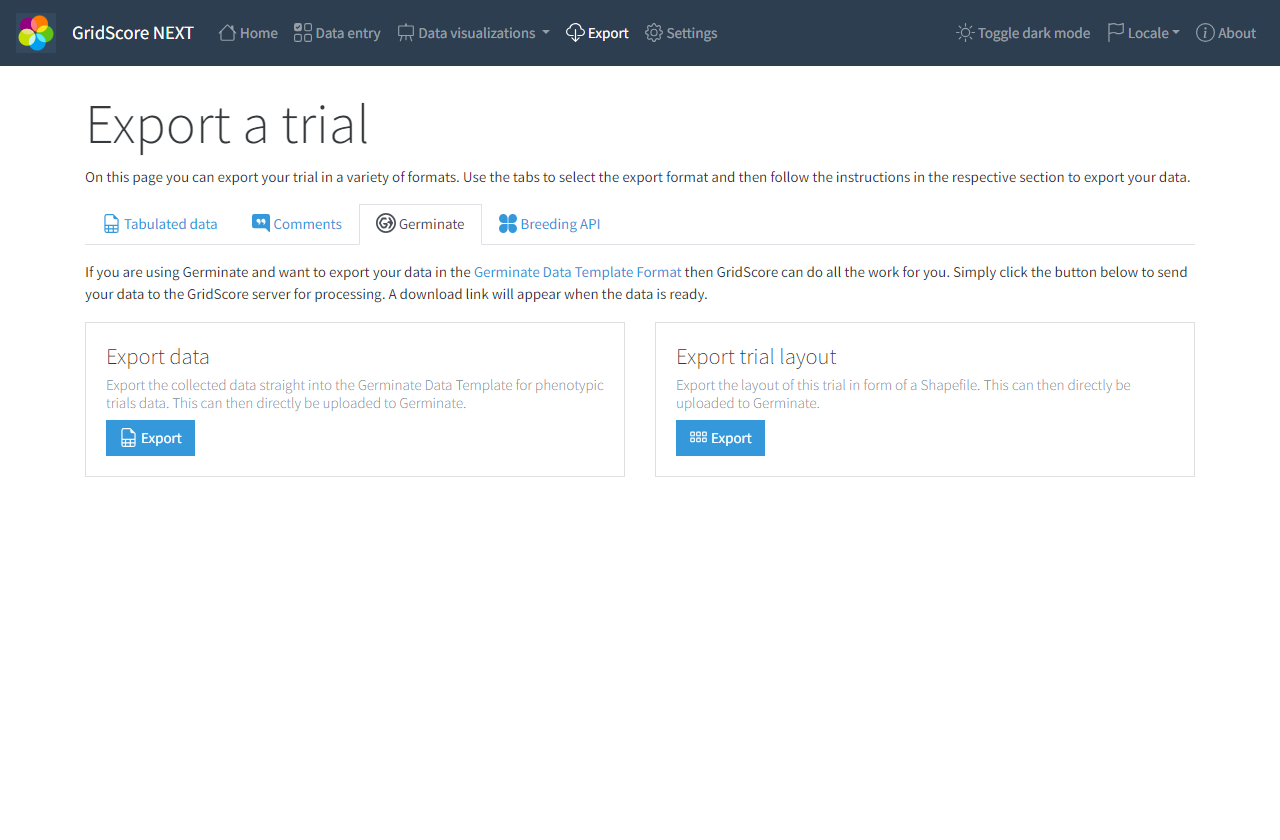 GridScore NEXT Home Data entry Data visualizations Export Settings Toggle dark mode Locale About
Export a trial
On this page you can export your trial in a variety of formats. Use the tabs to select the export format and then follow the instructions in the respective section to export your data.
Tabulated data Comments Germinate Breeding API
If you are using Germinate and want to export your data in the Germinate Data Template Format then GridScore can do all the work for you. Simply click the button below to send
your data to the GridScore server for processing. A download link will appear when the data is ready.
Export data
Export the collected data straight into the Germinate Data Template for phenotypic
trials data. This can then directly be uploaded to Germinate.
Export
Export trial layout
Export the layout of this trial in form of a Shapefile. This can then directly be
uploaded to Germinate.
Export